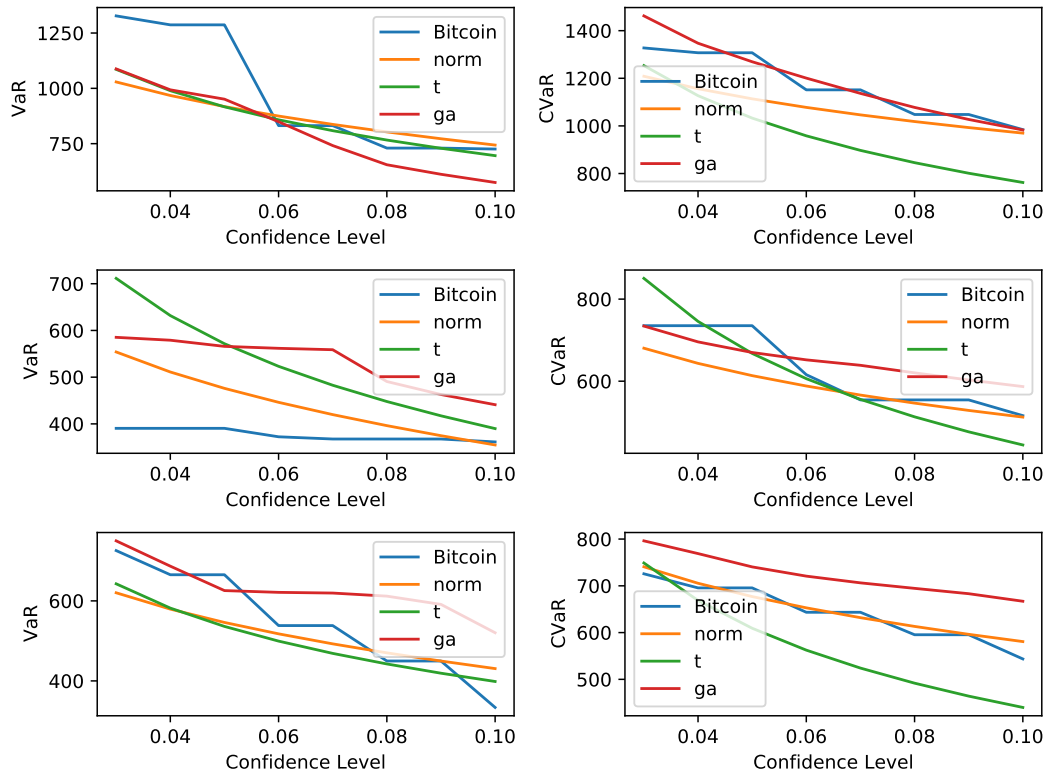 VaR
1250
1000
750
0.04
0.06
0.08
0.10
Confidence Level
Bitcoin
norm
t
ga
CVaR
1400
1200
1000
800
0.04
0.06
0.08
0.10
Confidence Level
Bitcoin
norm
t
ga
VaR
700
600
500
400
0.04
0.06
0.08
0.10
Confidence Level
Bitcoin
norm
t
ga
CVaR
800
600
0.04
0.06
0.08
0.10
Confidence Level
Bitcoin
norm
t
ga
VaR
600
400
0.04
0.06
0.08
0.10
Confidence Level
Bitcoin
norm
t
ga
CVaR
800
700
600
500
0.04
0.06
0.08
0.10
Confidence Level
Bitcoin
norm
t
ga